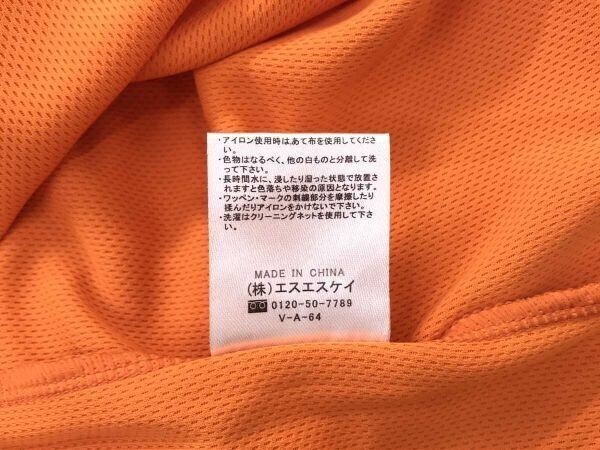 ・アイロン使用時は、あて布を使用してくださ
い。
・色物はなるべく、他の白ものと分離して洗
って下さい。
・長時間水に、浸したり湿った状態で放置さ
れますと色落ちや移染の原因となります。
・ワッペン・マークの刺繍部分を摩擦したり
揉んだりアイロンをかけないで下さい。
・洗濯はクリーニングネットを使用して下さ
い。
MADE IN CHINA
(株)エスエスケイ
0120-50-7789
V-A-64